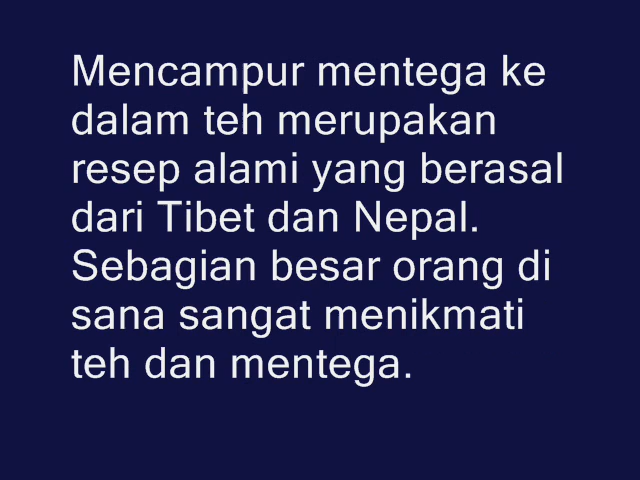 Mencampur mentega ke
dalam teh merupakan
resep alami yang berasal
dari Tibet dan Nepal.
Sebagian besar orang di
sana sangat menikmati
teh dan mentega.